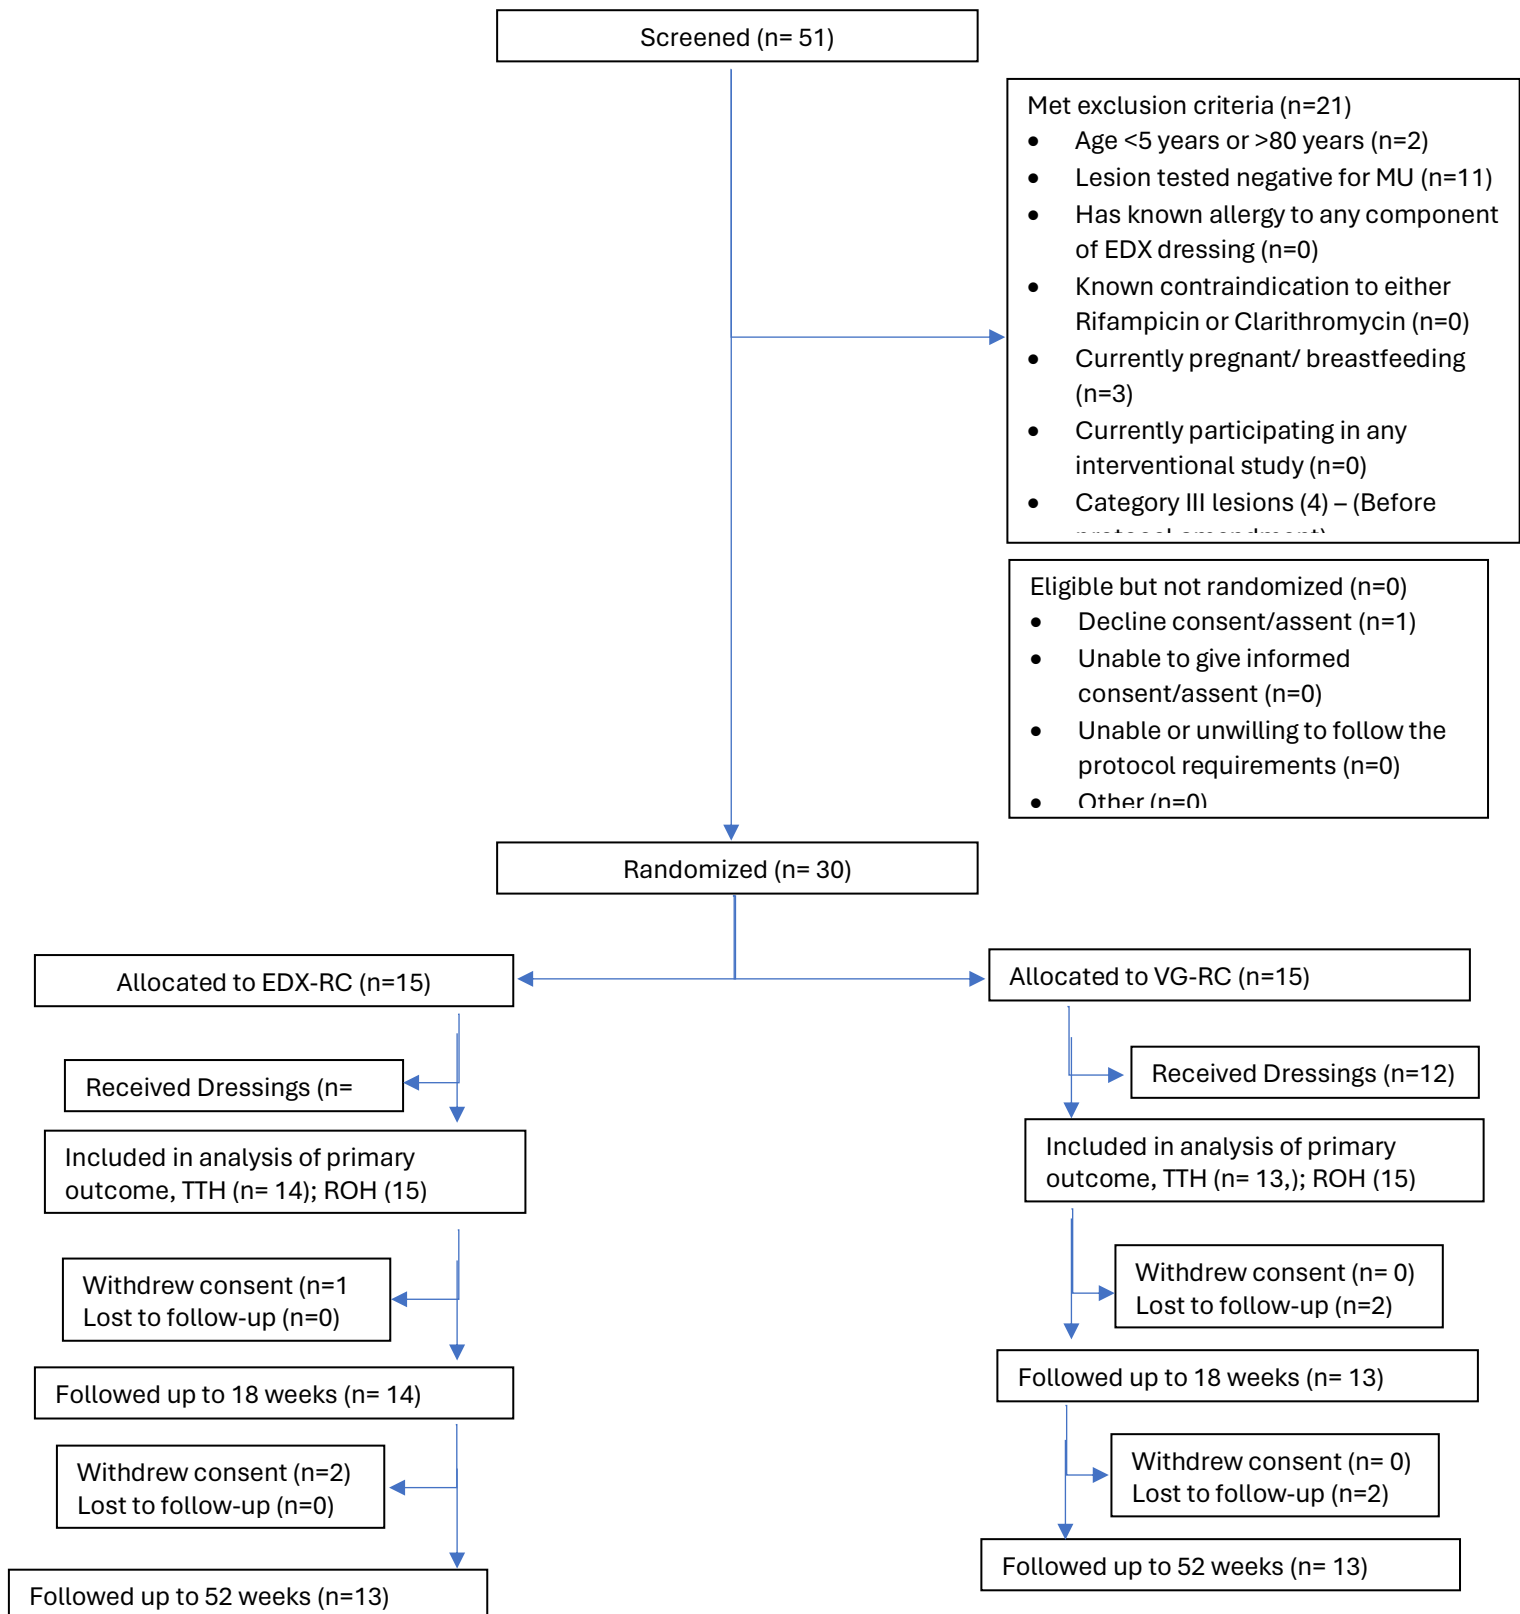 Screened (n= 51)
Met exclusion criteria (n=21)
• Age <5 years or >80 years (n=2)
• Lesion tested negative for MU (n=11)
• Has known allergy to any component
of EDX dressing (n=0)
• Known contraindication to either
Rifampicin or Clarithromycin (n=0)
• Currently pregnant/ breastfeeding
(n=3)
• Currently participating in any
interventional study (n=0)
• Category III lesions (4) – (Before
protocol amendment)
Eligible but not randomized (n=0)
• Decline consent/assent (n=1)
• Unable to give informed
consent/assent (n=0)
• Unable or unwilling to follow the
protocol requirements (n=0)
• Other (n=0)
Randomized (n= 30)
Allocated to EDX-RC (n=15)
Allocated to VG-RC (n=15)
Received Dressings (n=
Received Dressings (n=12)
Included in analysis of primary
outcome, TTH (n= 14); ROH (15)
Included in analysis of primary
outcome, TTH (n= 13,); ROH (15)
Withdrew consent (n=1
Lost to follow-up (n=0)
Withdrew consent (n= 0)
Lost to follow-up (n=2)
Followed up to 18 weeks (n= 14)
Followed up to 18 weeks (n= 13)
Withdrew consent (n=2)
Lost to follow-up (n=0)
Withdrew consent (n= 0)
Lost to follow-up (n=2)
Followed up to 52 weeks (n=13)
Followed up to 52 weeks (n= 13)